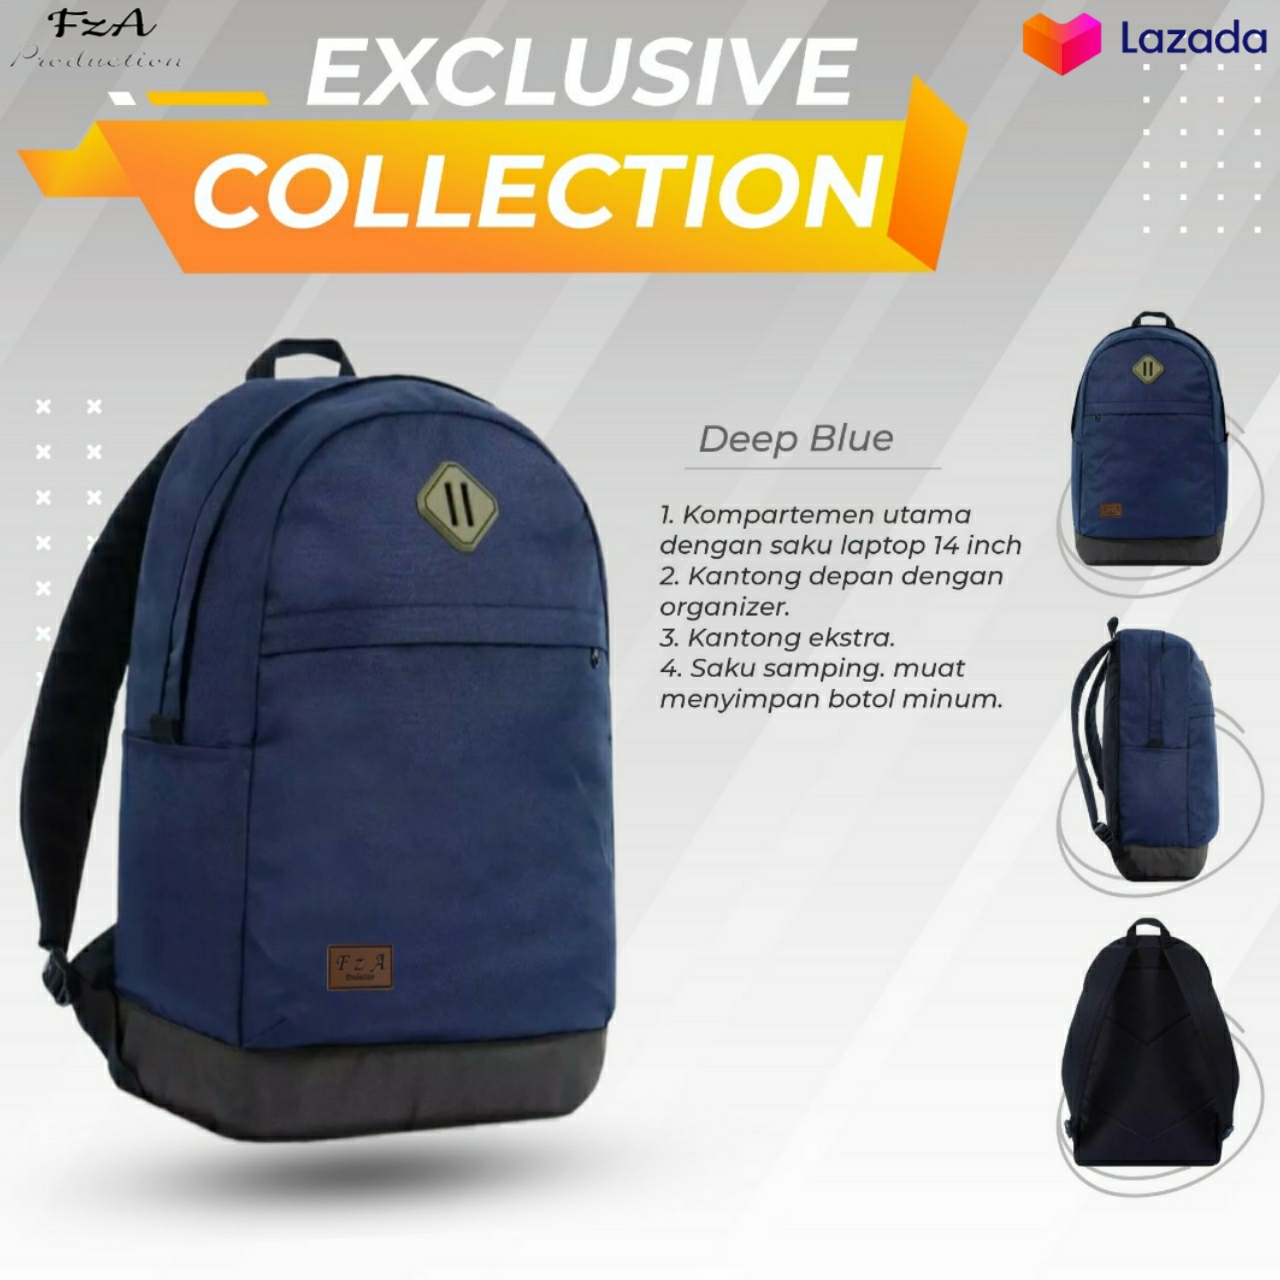 FzA
Production
Lazada
EXCLUSIVE
COLLECTION
Deep Blue
1. Kompartemen utama
dengan saku laptop 14 inch
2. Kantong depan dengan
organizer.
3. Kantong ekstra.
4. Saku samping. muat
menyimpan botol minum.
FzA